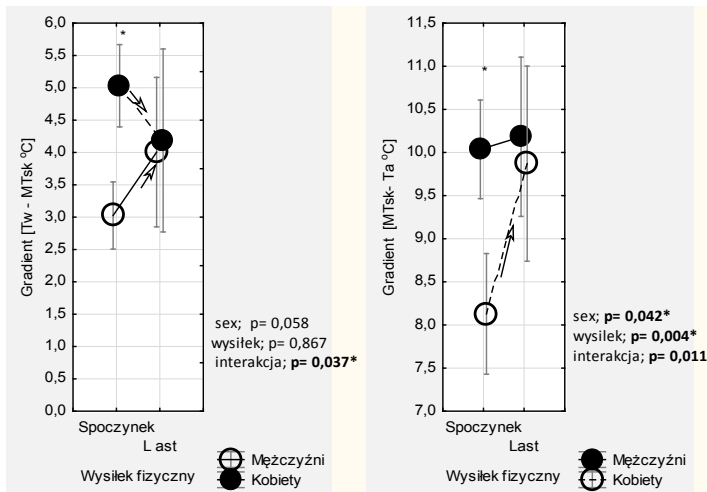 6,0
5,5
5,0
4,5
4,0
3,5
3,0
2,5
2,0
1,5
1,0
0,5
0,0
Gradient [Tw - MTsk °C]
*
sex; p= 0,058
wysiłek; p= 0,867
interakcja; p= 0,037*
Spoczynek
L ast
Wysiłek fizyczny
Mężczyźni
Kobiety
11,5
11,0
10,5
10,0
9,5
9,0
8,5
8,0
7,5
7,0
Gradient [MTsk- Ta °C]
*
sex; p= 0,042*
wysilek; p= 0,004*
interakcja; p= 0,011
Spoczynek
Last
Wysiłek fizyczny
Mężczyźni
Kobiety